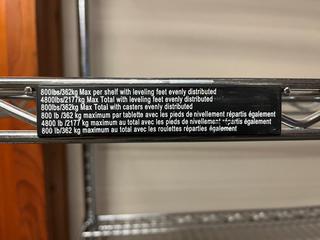 800lbs/362kg Max per shelf with leveling feet evenly distributed
4800lbs/2177kg Max Total with leveling feet evenly distributed
800lbs/362kg Max Total with casters evenly distributed
800 lb /362 kg maximum par tablette avec les pieds de nivellement répartis également
4800 lb /2177 kg maximum au total avec les pieds de nivellement répartis également
800 lb/362 kg maximum au total avec les roulettes réparties également